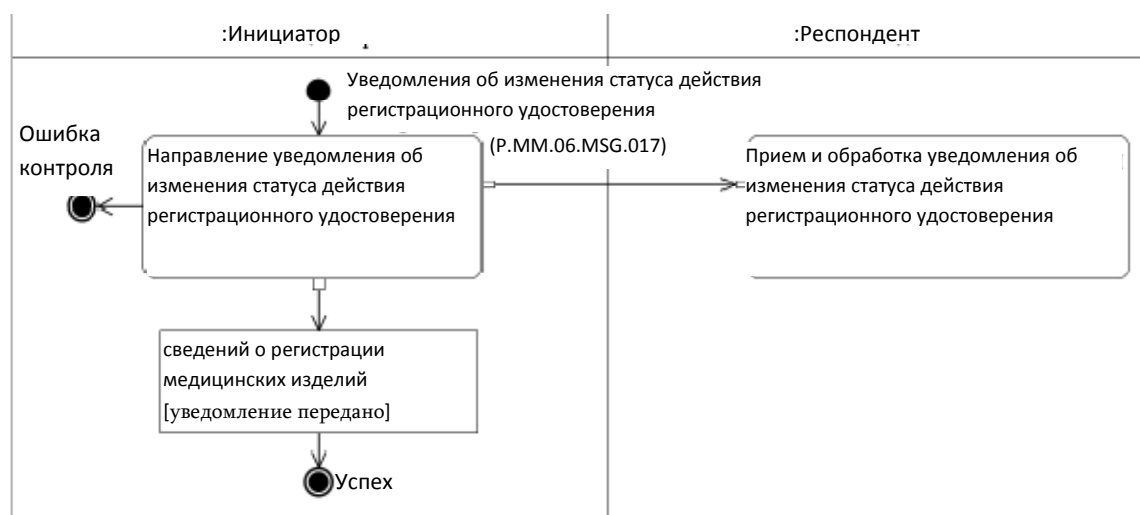 :Инициатор
:Респондент
Уведомления об изменения статуса действия
регистрационного удостоверения
(P.MM.06.MSG.017)
Ошибка
контроля
Направление уведомления об
изменения статуса действия
регистрационного удостоверения
Прием и обработка уведомления об
изменения статуса действия
регистрационного удостоверения
сведений о регистрации
медицинских изделий
[уведомление передано]
Успех